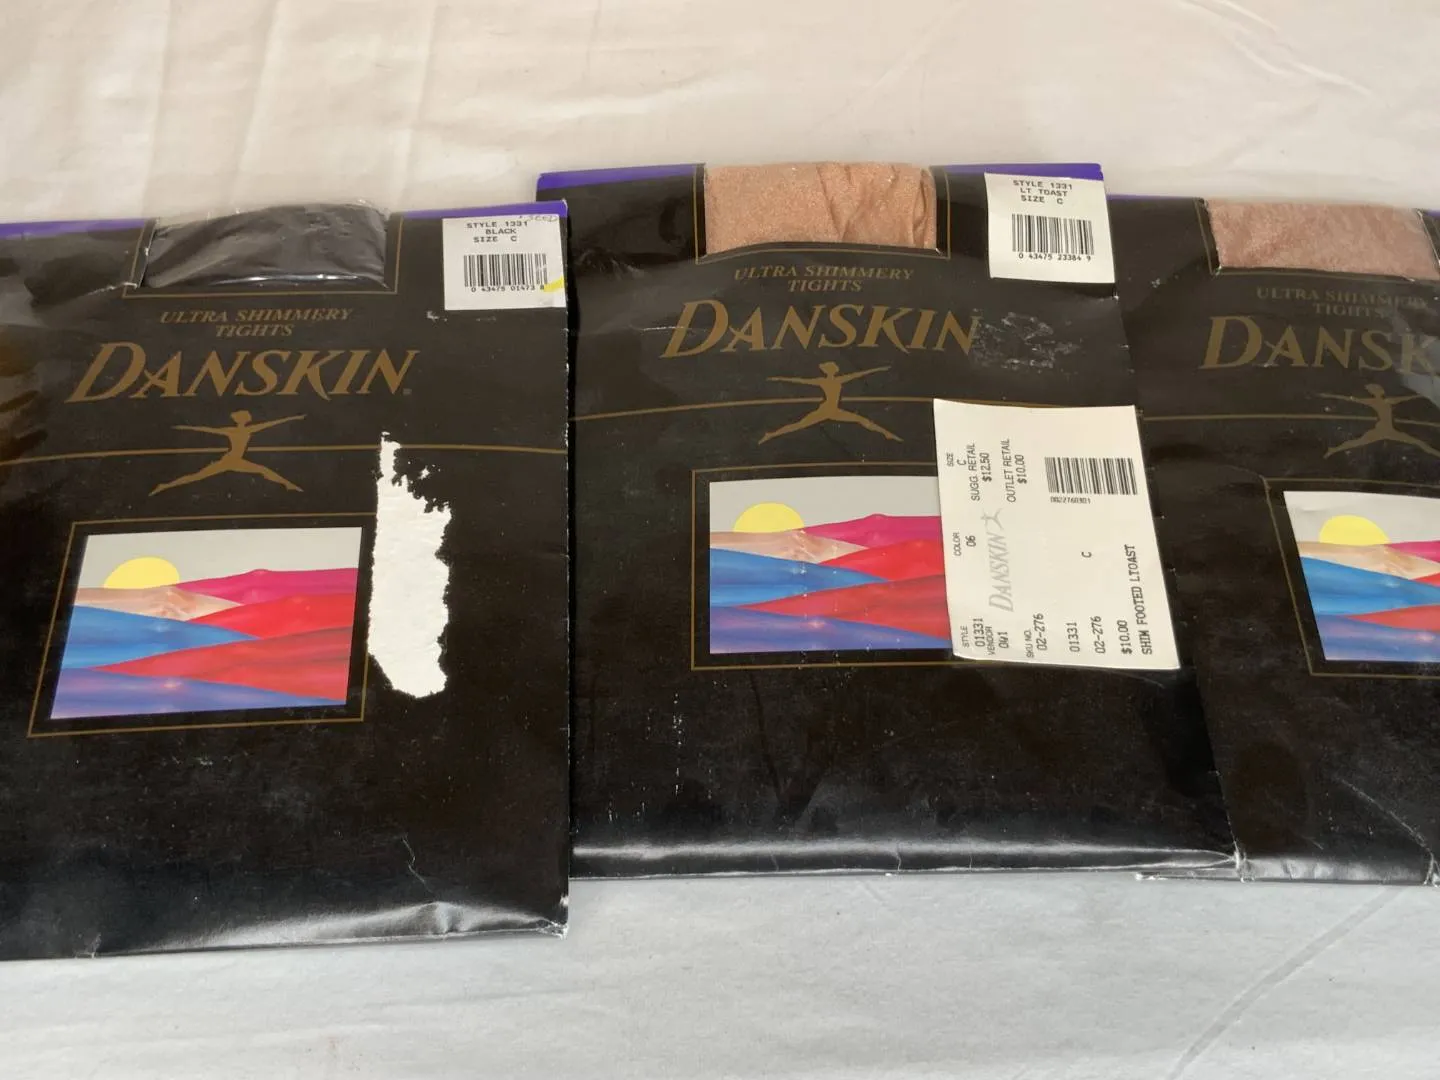 STYLE 1331
BLACK
SIZE C
0 43475 01473 8
ULTRA SHIMMERY
TIGHTS
DANSKIN
STYLE 1331
LT TOAST
SIZE C
0 43475 23384 9
ULTRA SHIMMERY
TIGHTS
DANSKIN
SIZE
C
SUGG. RETAIL
$12.50
OUTLET RETAIL
$10.00
COLOR
06
DANSKIN
STYLE
01331
VENDOR
SKU NO.
02-276
01331
C
02-276
$10.00
SHIM FOOTED LTOAST
ULTRA SHIMMERY
TIGHTS
DANSK